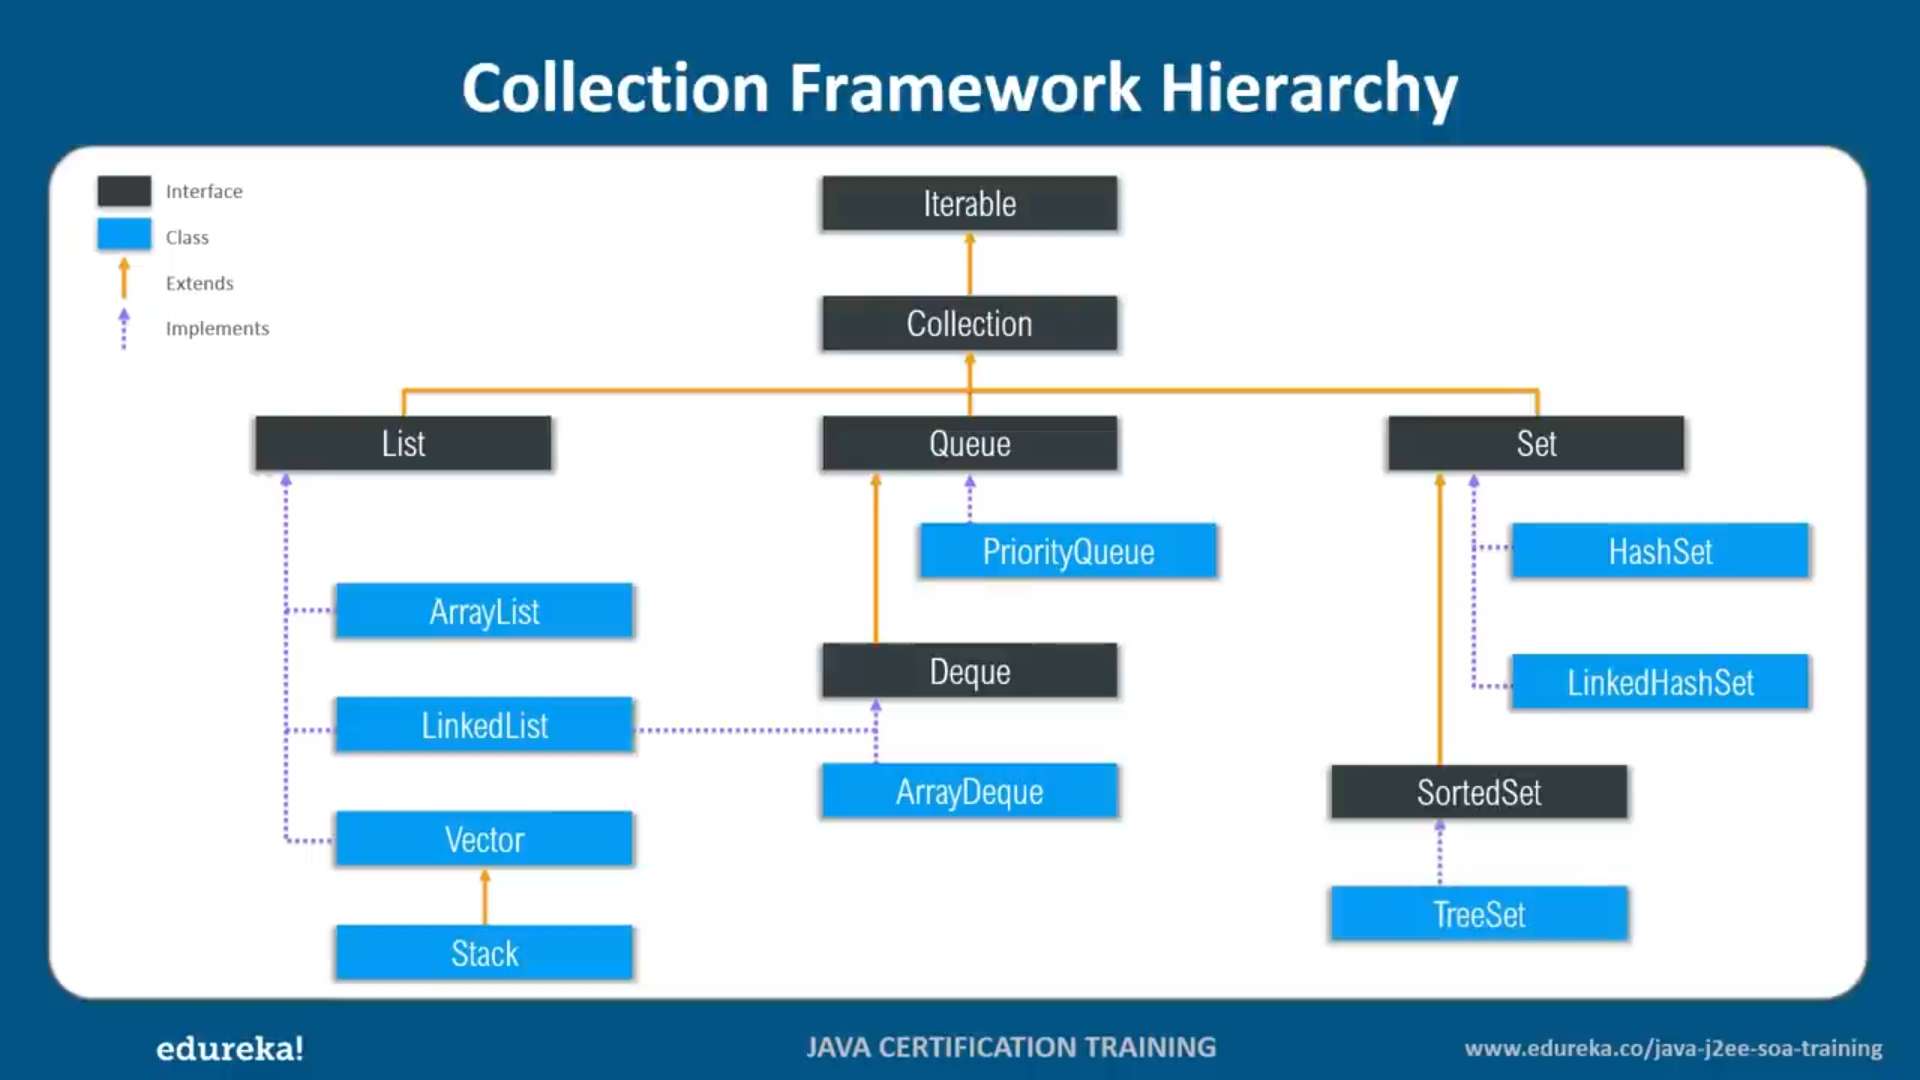 Collection Framework Hierarchy
Interface
Class
Extends
Implements
Iterable
Collection
List
Queue
Set
PriorityQueue
HashSet
ArrayList
Deque
LinkedHashSet
LinkedList
ArrayDeque
SortedSet
Vector
TreeSet
Stack
edureka!
JAVA CERTIFICATION TRAINING
www.edureka.co/java-j2ee-soa-training